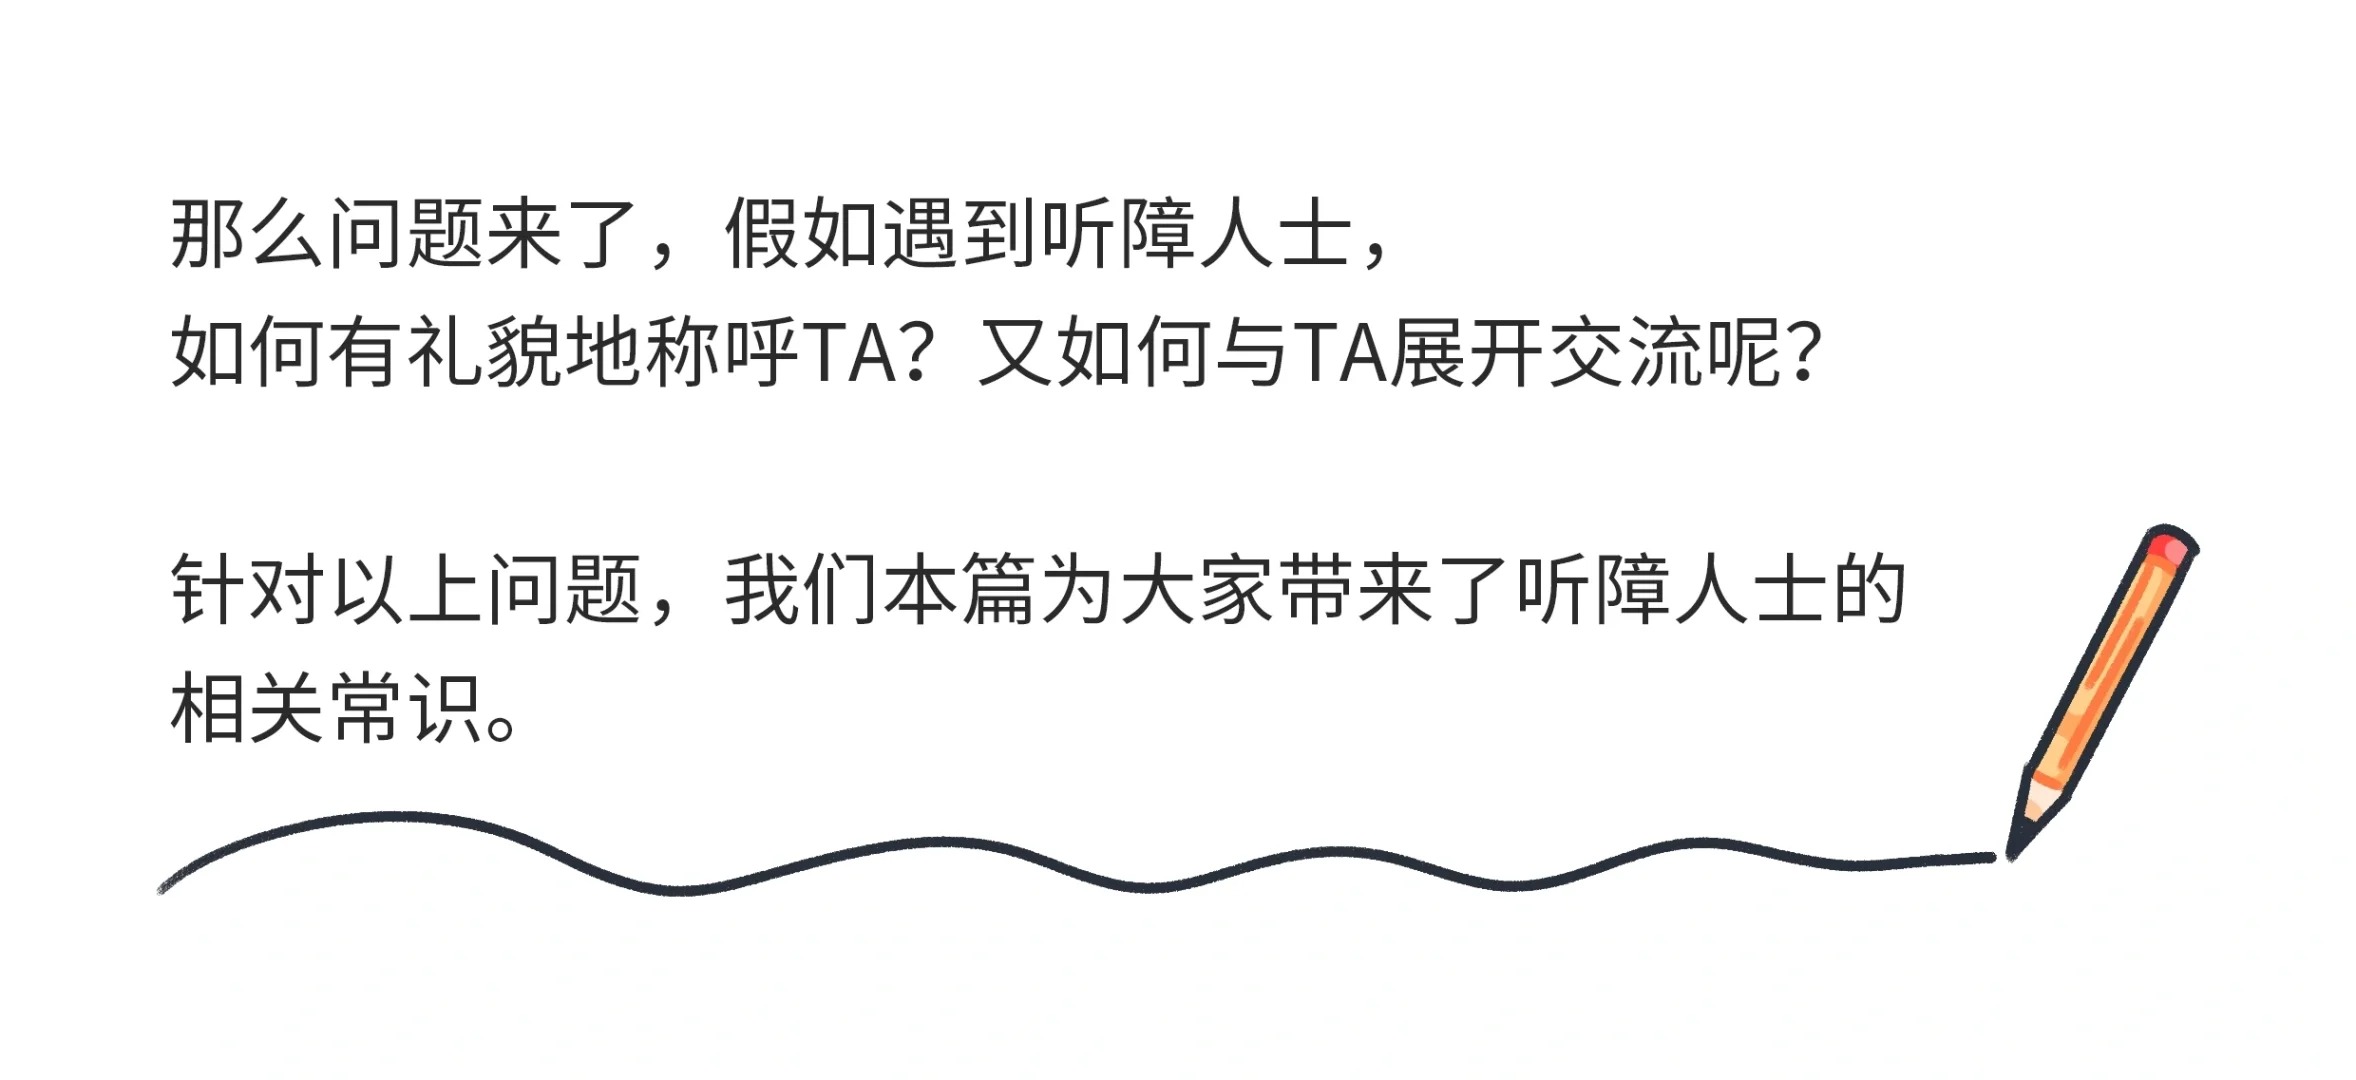 那么问题来了，假如遇到听障人士，
如何有礼貌地称呼TA？又如何与TA展开交流呢？
针对以上问题，我们本篇为大家带来了听障人士的
相关常识。